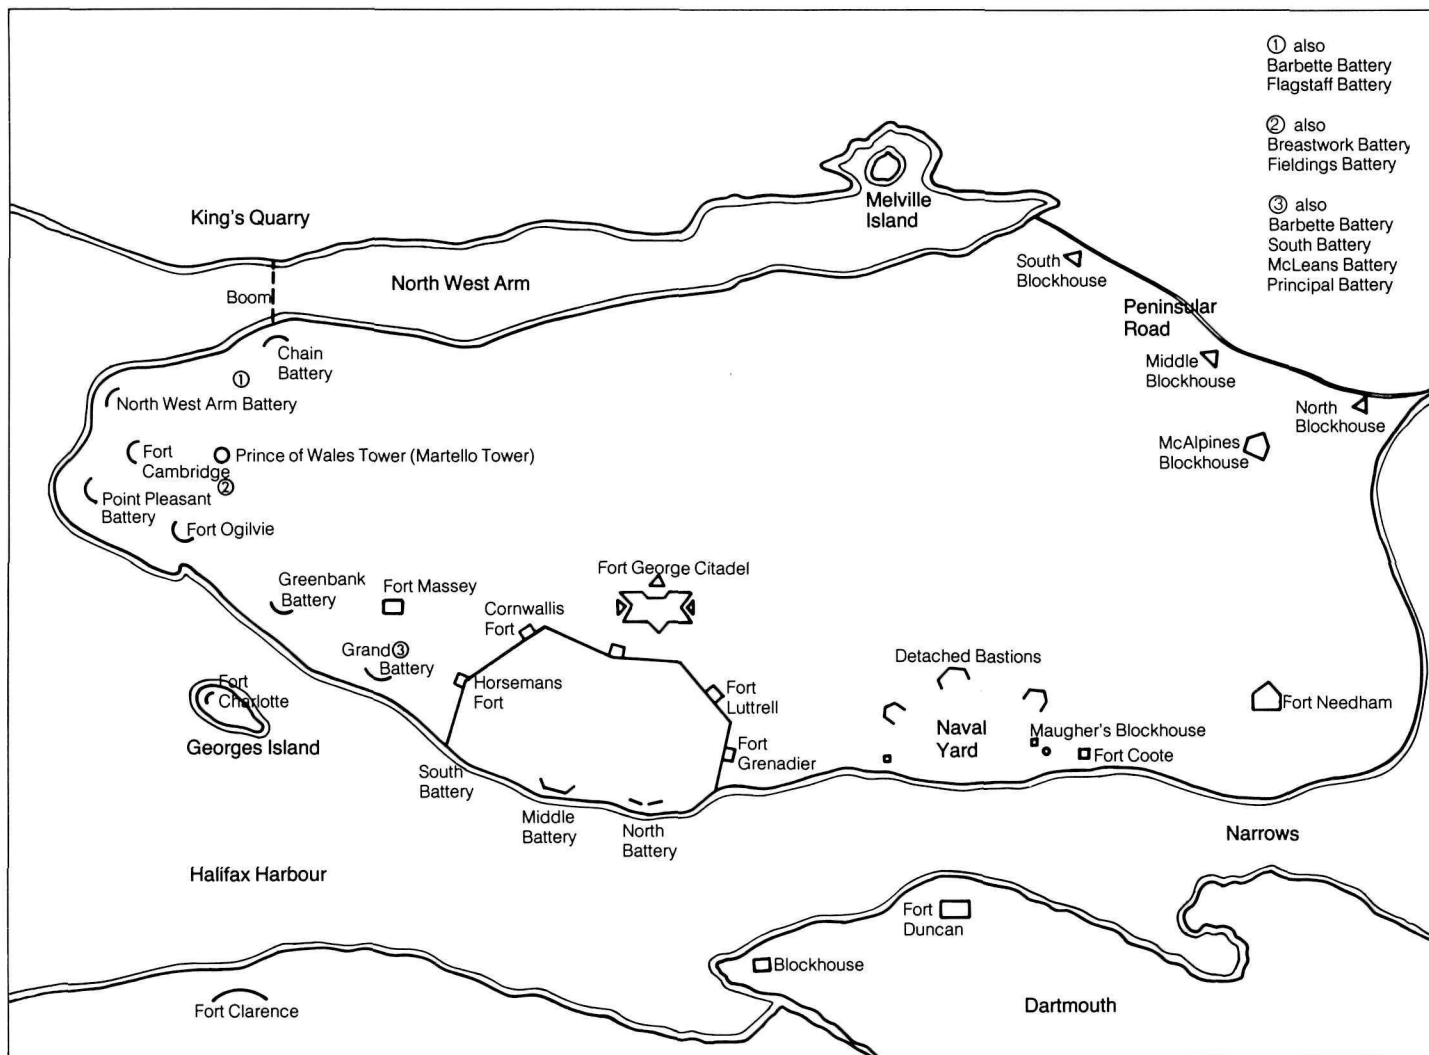 ① also
Barbette Battery
Flagstaff Battery
② also
Breastwork Battery
Fieldings Battery
③ also
Barbette Battery
South Battery
McLeans Battery
Principal Battery
Melville
Island
King's Quarry
North West Arm
Boom
South
Blockhouse
Peninsular
Road
Middle
Blockhouse
North
Blockhouse
McAlpines
Blockhouse
Chain
Battery
①
North West Arm Battery
Fort
Cambridge
Prince of Wales Tower (Martello Tower)
②
Point Pleasant
Battery
Fort Ogilvie
Greenbank
Battery
Fort Massey
Fort George Citadel
Cornwallis
Fort
Grand ③
Battery
Horsemans
Fort
Fort
Charlotte
Georges Island
Fort
Luttrell
Fort
Grenadier
Detached Bastions
Naval
Yard
Maugher's Blockhouse
Fort Coote
Fort Needham
South
Battery
Middle
Battery
North
Battery
Narrows
Halifax Harbour
Fort
Duncan
Blockhouse
Dartmouth
Fort Clarence